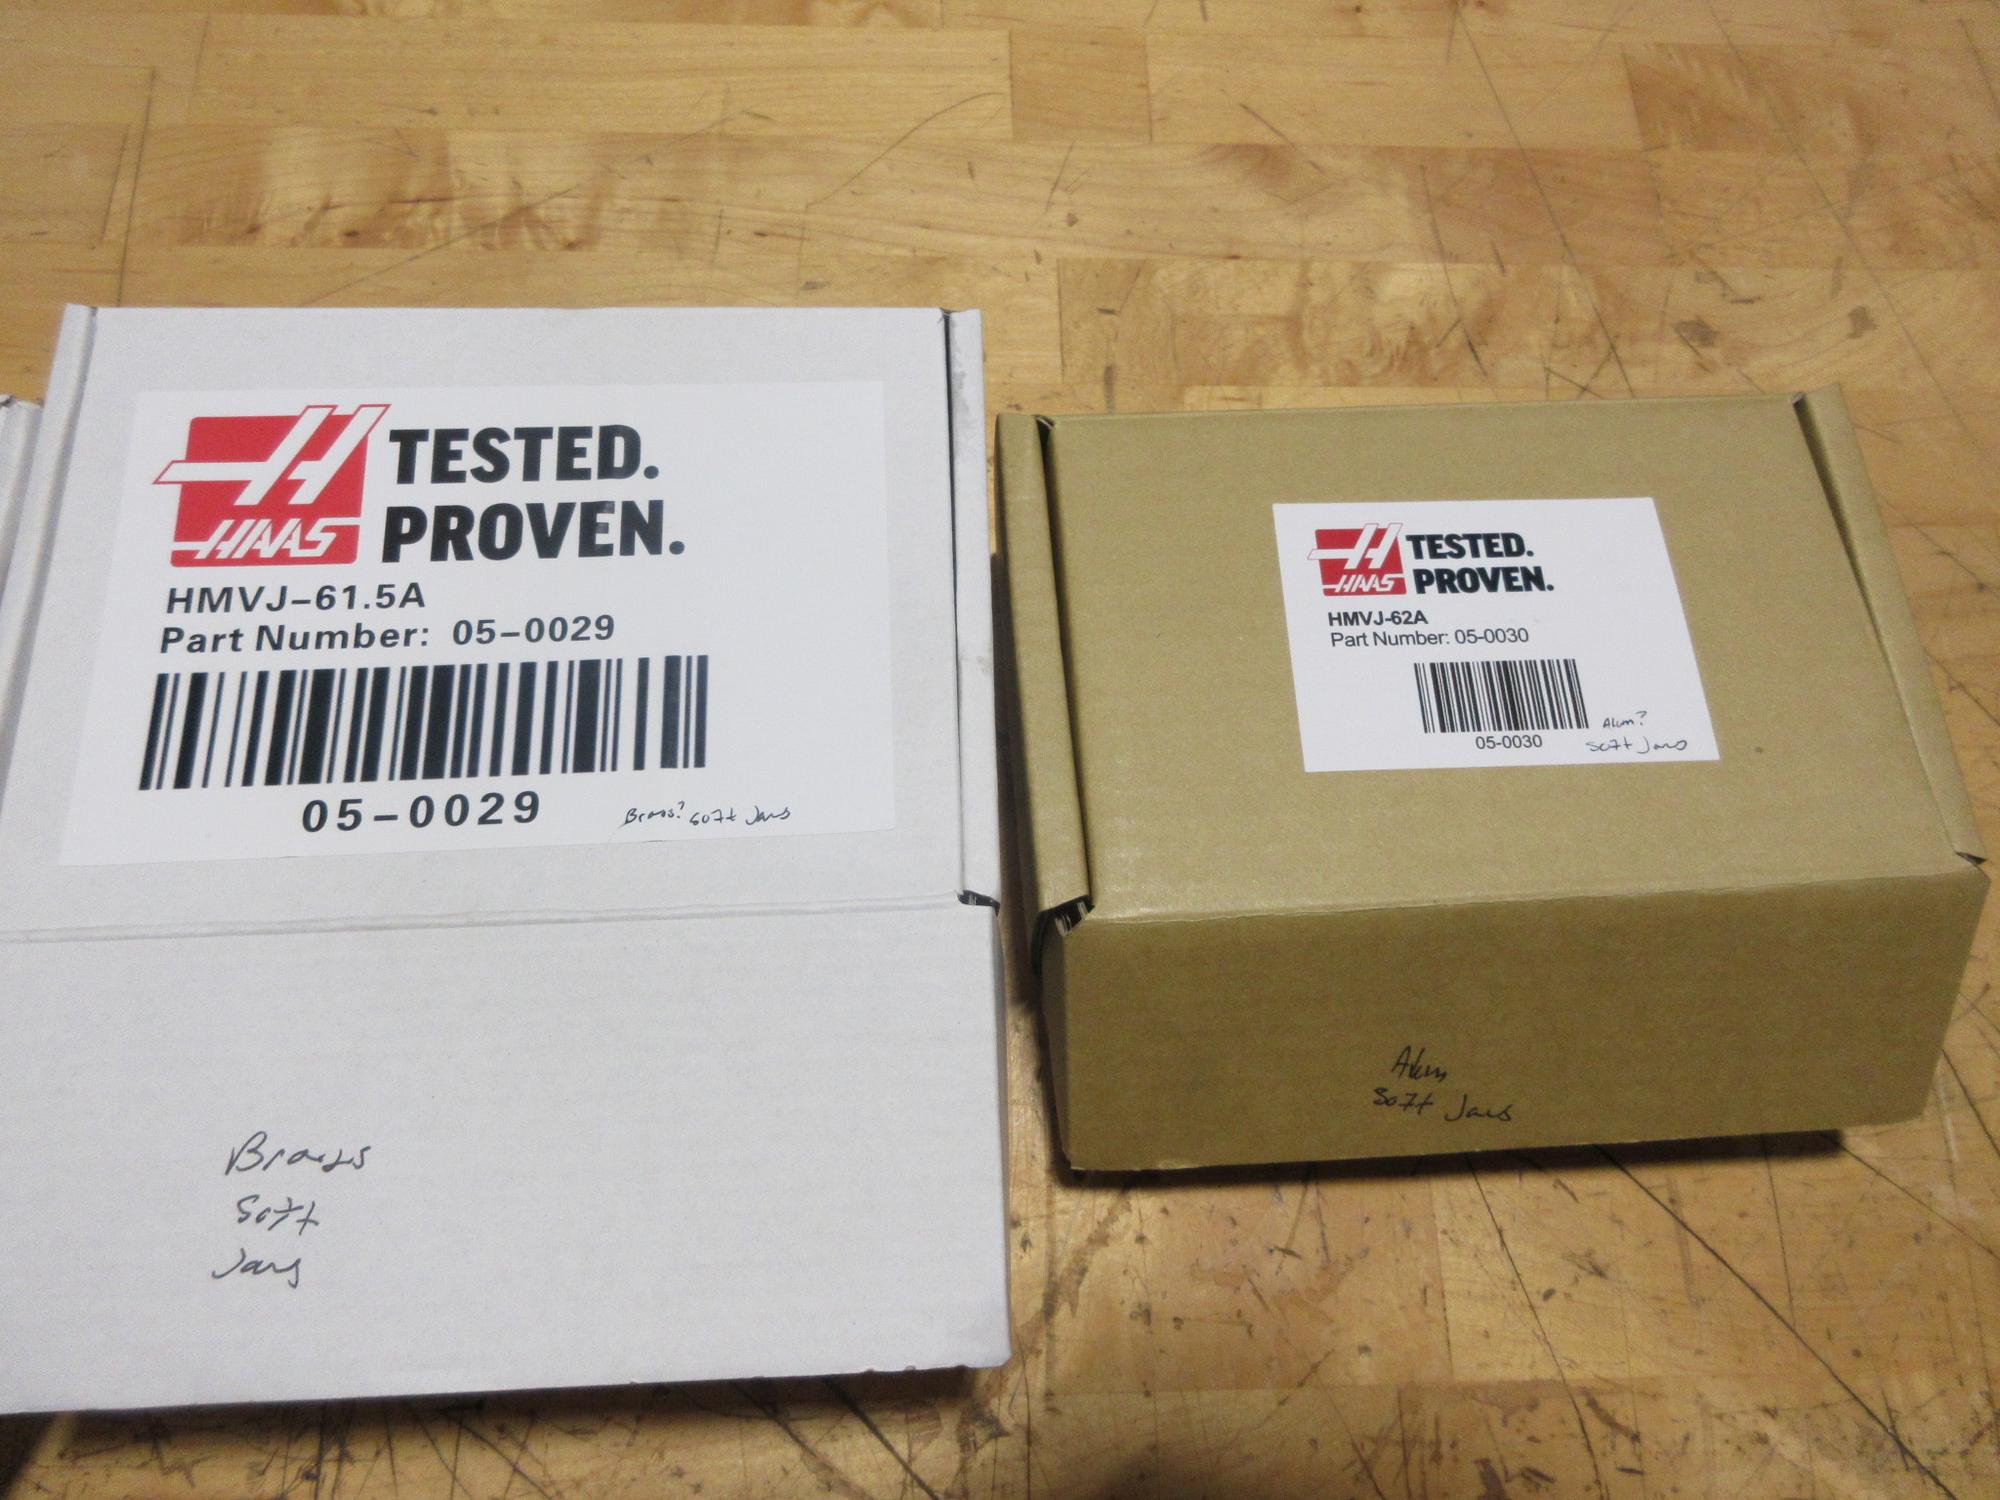 HAAS
TESTED.
PROVEN.
HMVJ-61.5A
Part Number: 05-0029
05-0029
Brass? Soft Jaws
Brass
Soft
Jaws
HAAS
TESTED.
PROVEN.
HMVJ-62A
Part Number: 05-0030
05-0030
Alum?
Soft Jaws
Alum
Soft Jaws